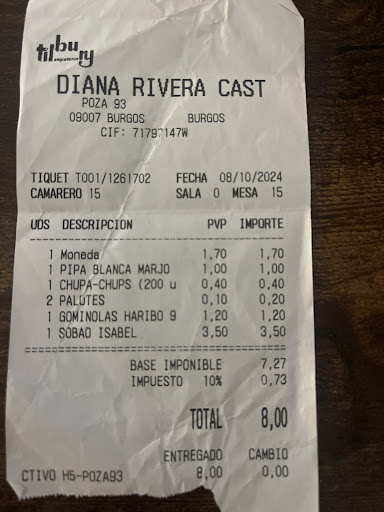 tilbury
DIANA RIVERA CAST
POZA 93
09007 BURGOS BURGOS
CIF: 71797147W
TIQUET T001/1261702 FECHA 08/10/2024
CAMARERO 15 SALA 0 MESA 15
UDS DESCRIPCION PVP IMPORTE
1 Moneda 1,70 1,70
1 PIPA BLANCA MARJO 1,00 1,00
1 CHUPA-CHUPS (200 u 0,40 0,40
2 PALOTES 0,10 0,20
1 GOMINOLAS HARIBO 9 1,20 1,20
1 SOBAO ISABEL 3,50 3,50
BASE IMPONIBLE 7,27
IMPUESTO 10% 0,73
TOTAL 8,00
ENTREGADO CAMBIO
8,00 0,00
CTIVO H5-POZA93